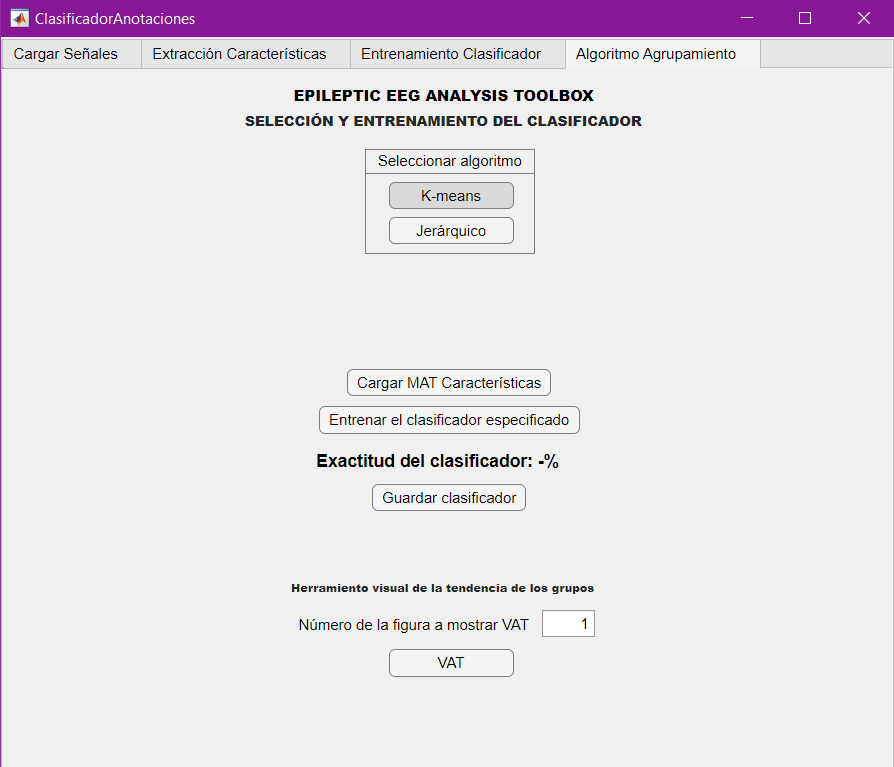 ClasificadorAnotaciones
Cargar Señales Extracción Características Entrenamiento Clasificador Algoritmo Agrupamiento
EPILEPTIC EEG ANALYSIS TOOLBOX
SELECCIÓN Y ENTRENAMIENTO DEL CLASIFICADOR
Seleccionar algoritmo
K-means
Jerárquico
Cargar MAT Características
Entrenar el clasificador especificado
Exactitud del clasificador: -%
Guardar clasificador
Herramiento visual de la tendencia de los grupos
Número de la figura a mostrar VAT 1
VAT